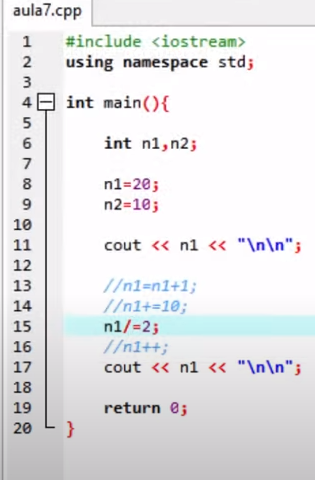 aula7.cpp
1 #include <iostream>
2 using namespace std;
3
4 int main(){
5
6 int n1,n2;
7
8 n1=20;
9 n2=10;
10
11 cout << n1 << "\n\n";
12
13 //n1=n1+1;
14 //n1+=10;
15 n1/=2;
16 //n1++;
17 cout << n1 << "\n\n";
18
19 return 0;
20 }